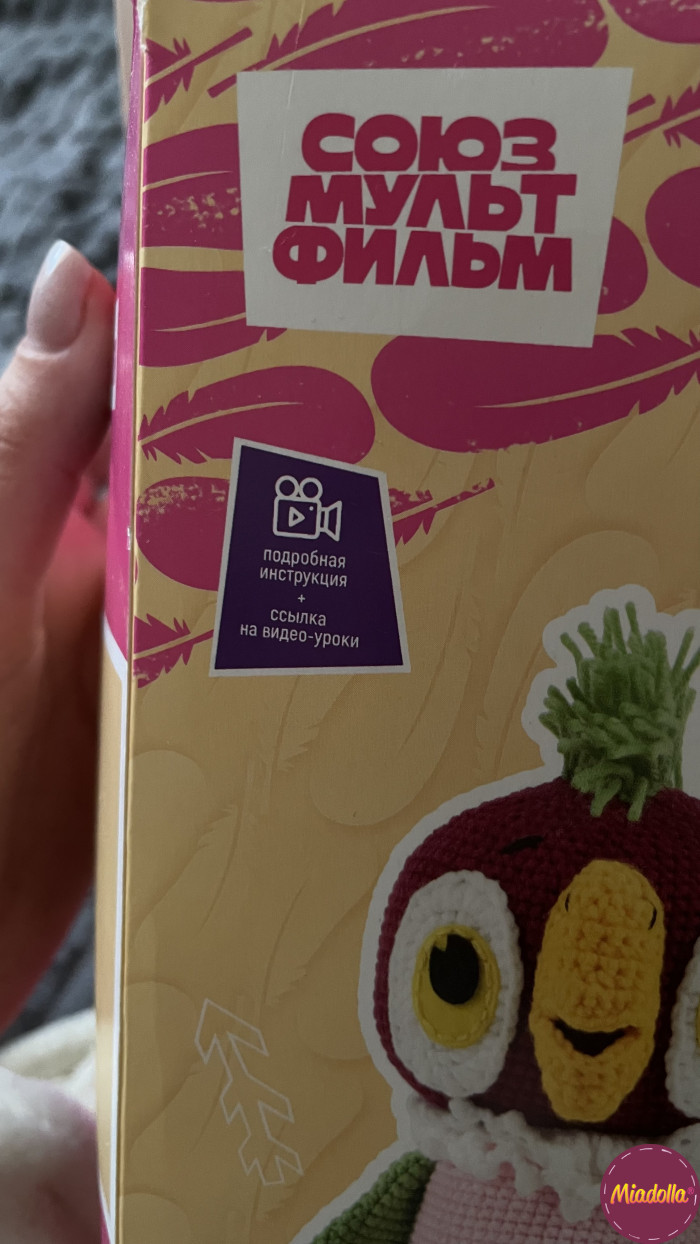 СОЮЗ
МУЛЬТ
ФИЛЬМ
подробная
инструкция
+
ссылка
на видео-уроки
Miadolla®